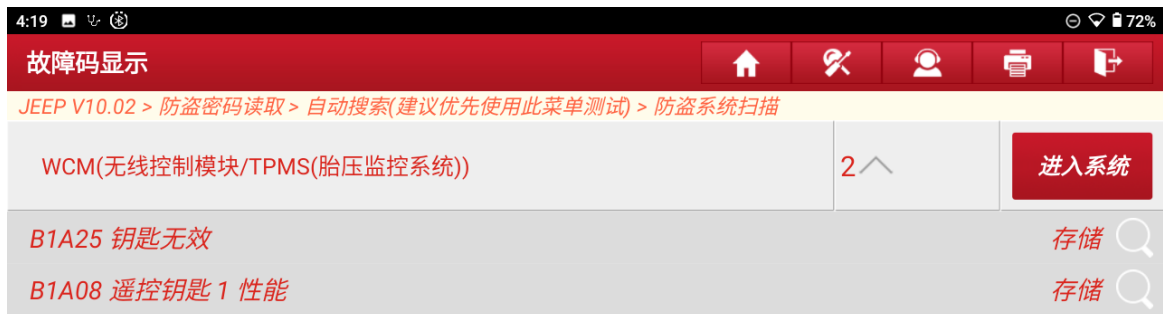 4:19 72%
故障码显示
JEEP V10.02 > 防盗密码读取 > 自动搜索(建议优先使用此菜单测试) > 防盗系统扫描
WCM(无线控制模块/TPMS(胎压监控系统)) 2 进入系统
B1A25 钥匙无效 存储
B1A08 遥控钥匙 1 性能 存储